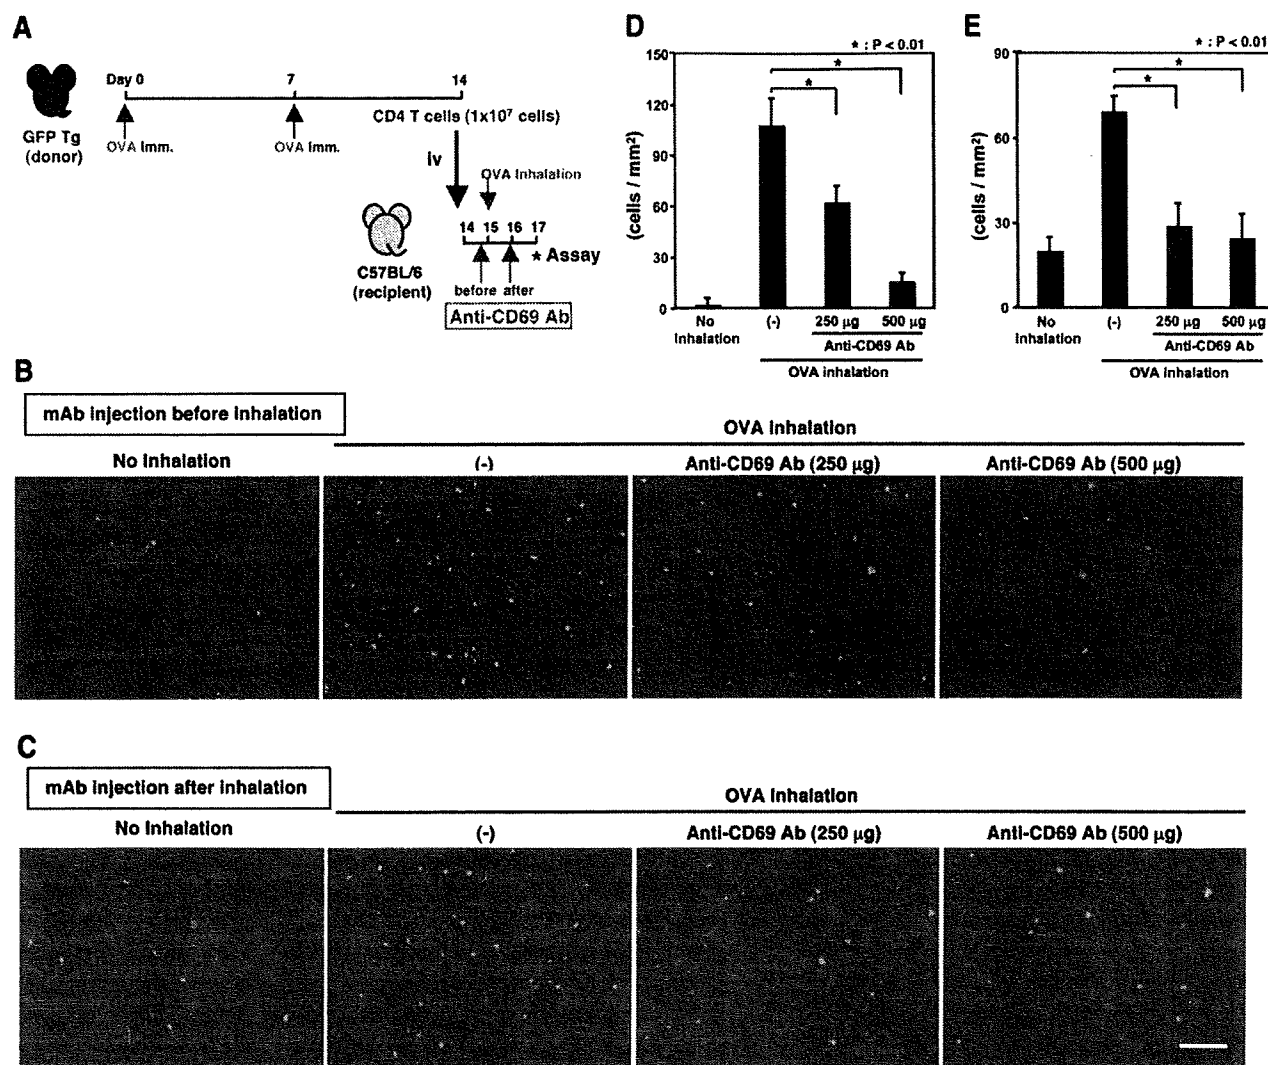 A
Day 0 7 14
GFP Tg
(donor)
OVA Imm. OVA Imm.
CD4 T cells (1x10⁷ cells)
iv
OVA Inhalation
14 15 16 17
* Assay
C57BL/6
(recipient)
before after
Anti-CD69 Ab
D
* : P < 0.01
150
120
90
60
30
0
(cells / mm²)
*
*
No Inhalation
(-)
250 µg 500 µg
Anti-CD69 Ab
OVA inhalation
E
* : P < 0.01
90
60
30
0
(cells / mm²)
*
*
No Inhalation
(-)
250 µg 500 µg
Anti-CD69 Ab
OVA inhalation
B
mAb injection before inhalation
OVA Inhalation
No Inhalation (-) Anti-CD69 Ab (250 µg) Anti-CD69 Ab (500 µg)
C
mAb injection after inhalation
OVA Inhalation
No Inhalation (-) Anti-CD69 Ab (250 µg) Anti-CD69 Ab (500 µg)